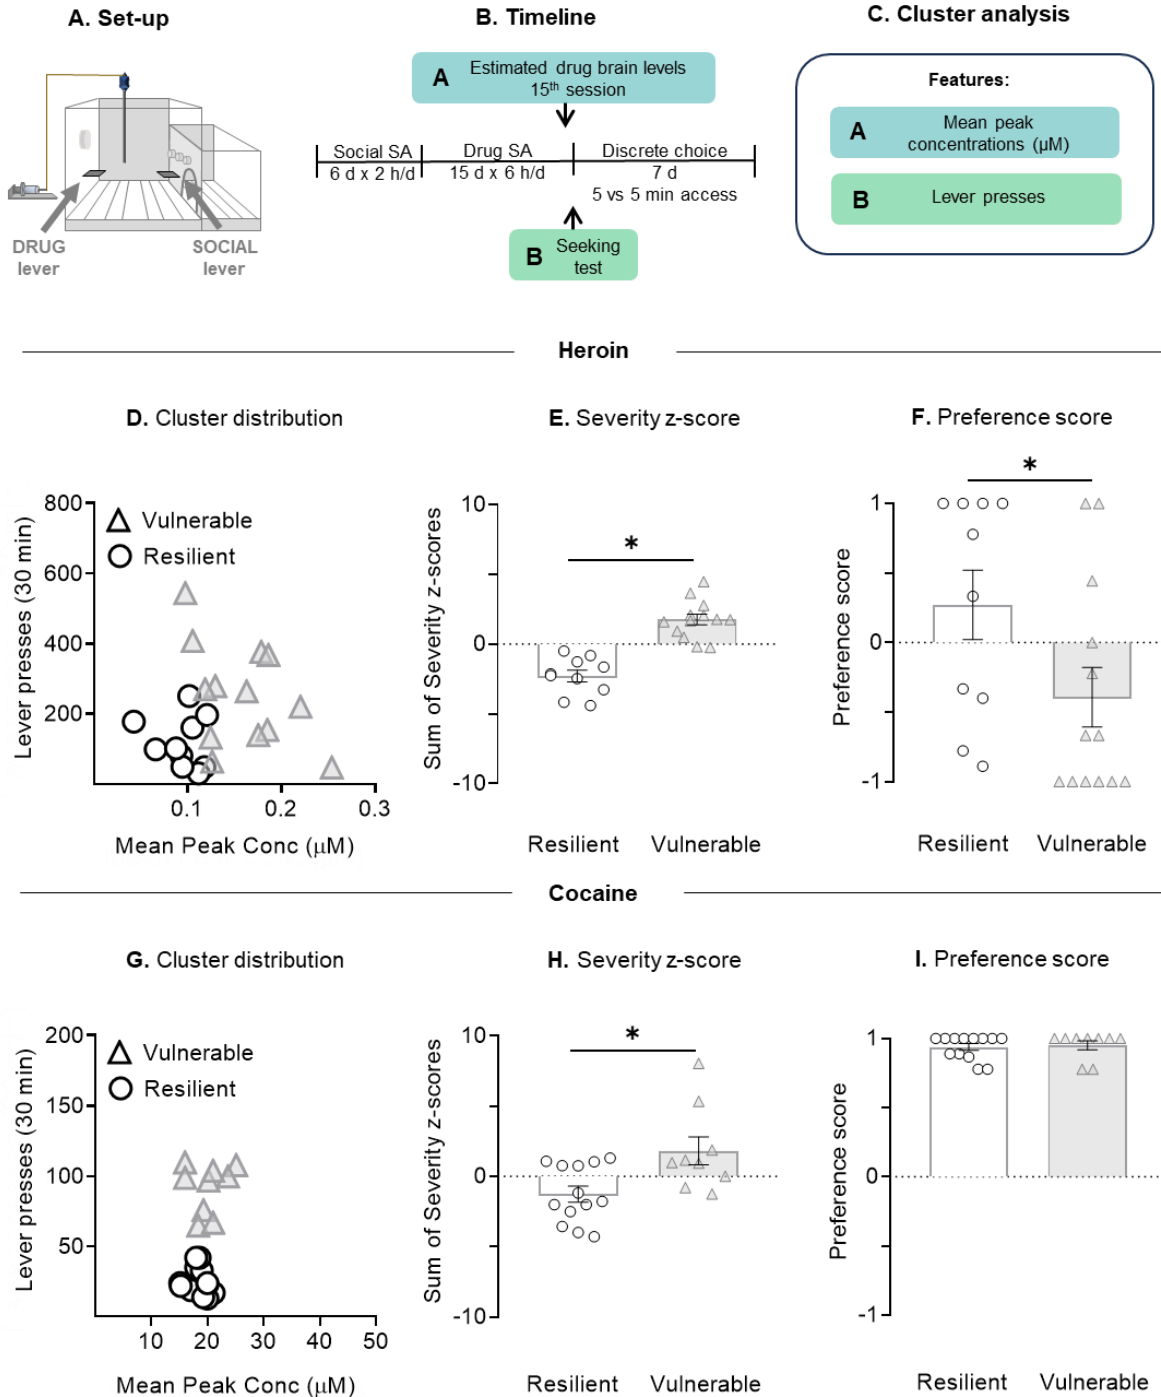 A. Set-up
B. Timeline
C. Cluster analysis
DRUG
lever
SOCIAL
lever
A Estimated drug brain levels
15th session
Social SA
6 d x 2 h/d
Drug SA
15 d x 6 h/d
Discrete choice
7 d
5 vs 5 min access
B Seeking
test
Features:
A Mean peak
concentrations (µM)
B Lever presses
Heroin
D. Cluster distribution
Lever presses (30 min)
800
600
400
200
Vulnerable
Resilient
0.1 0.2 0.3
Mean Peak Conc (µM)
E. Severity z-score
Sum of Severity z-scores
10
0
-10
*
Resilient Vulnerable
F. Preference score
Preference score
1
0
-1
*
Resilient Vulnerable
Cocaine
G. Cluster distribution
Lever presses (30 min)
200
150
100
50
Vulnerable
Resilient
10 20 30 40 50
Mean Peak Conc (µM)
H. Severity z-score
Sum of Severity z-scores
10
0
-10
*
Resilient Vulnerable
I. Preference score
Preference score
1
0
-1
Resilient Vulnerable